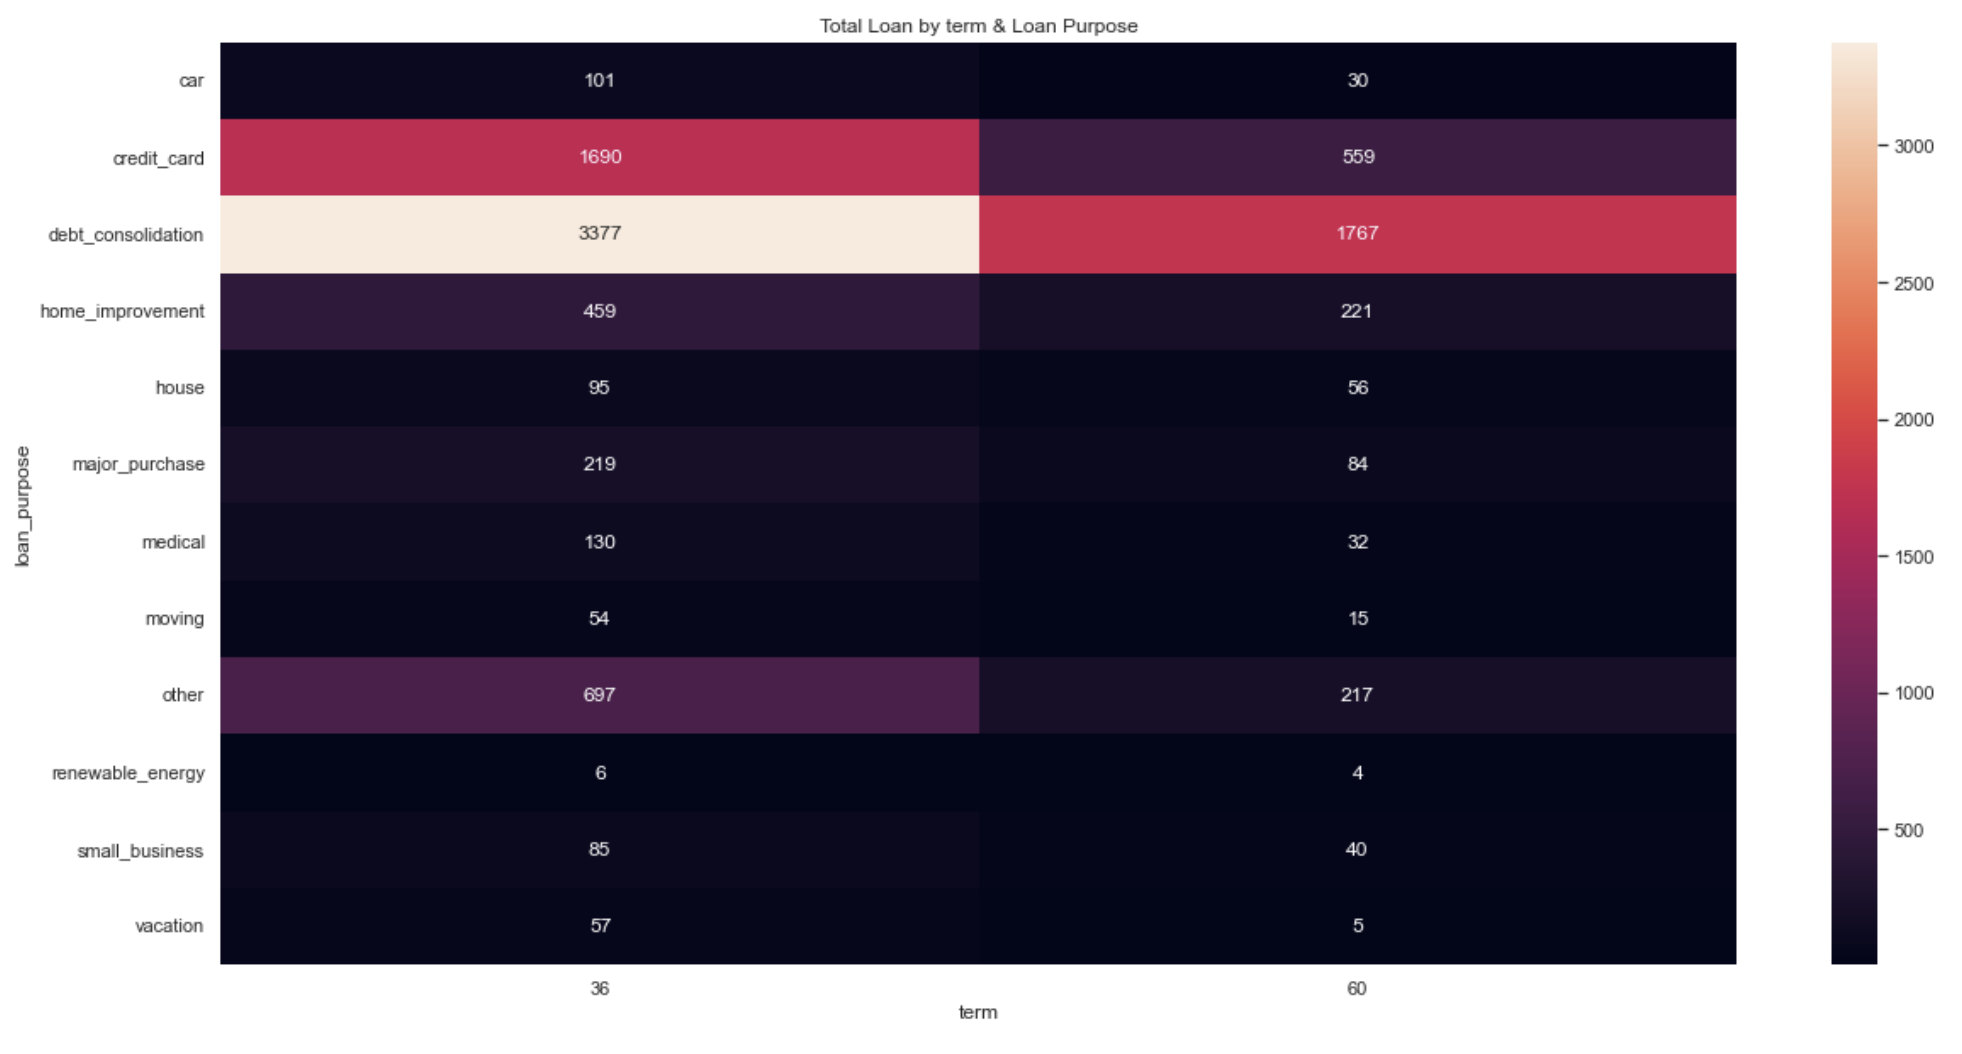 Total Loan by term & Loan Purpose
car 101 30
credit_card 1690 559
debt_consolidation 3377 1767
home_improvement 459 221
house 95 56
major_purchase 219 84
medical 130 32
moving 54 15
other 697 217
renewable_energy 6 4
small_business 85 40
vacation 57 5
36 60
term
loan_purpose
3000
2500
2000
1500
1000
500